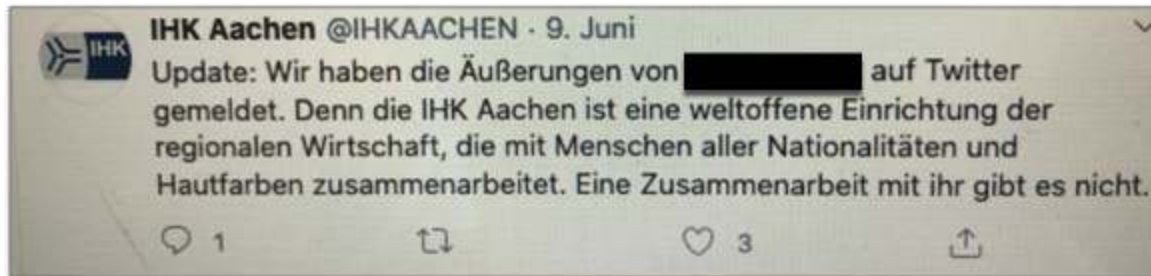 IHK Aachen @IHKAACHEN · 9. Juni
IHK
Update: Wir haben die Äußerungen von auf Twitter
gemeldet. Denn die IHK Aachen ist eine weltoffene Einrichtung der
regionalen Wirtschaft, die mit Menschen aller Nationalitäten und
Hautfarben zusammenarbeitet. Eine Zusammenarbeit mit ihr gibt es nicht.
1 3